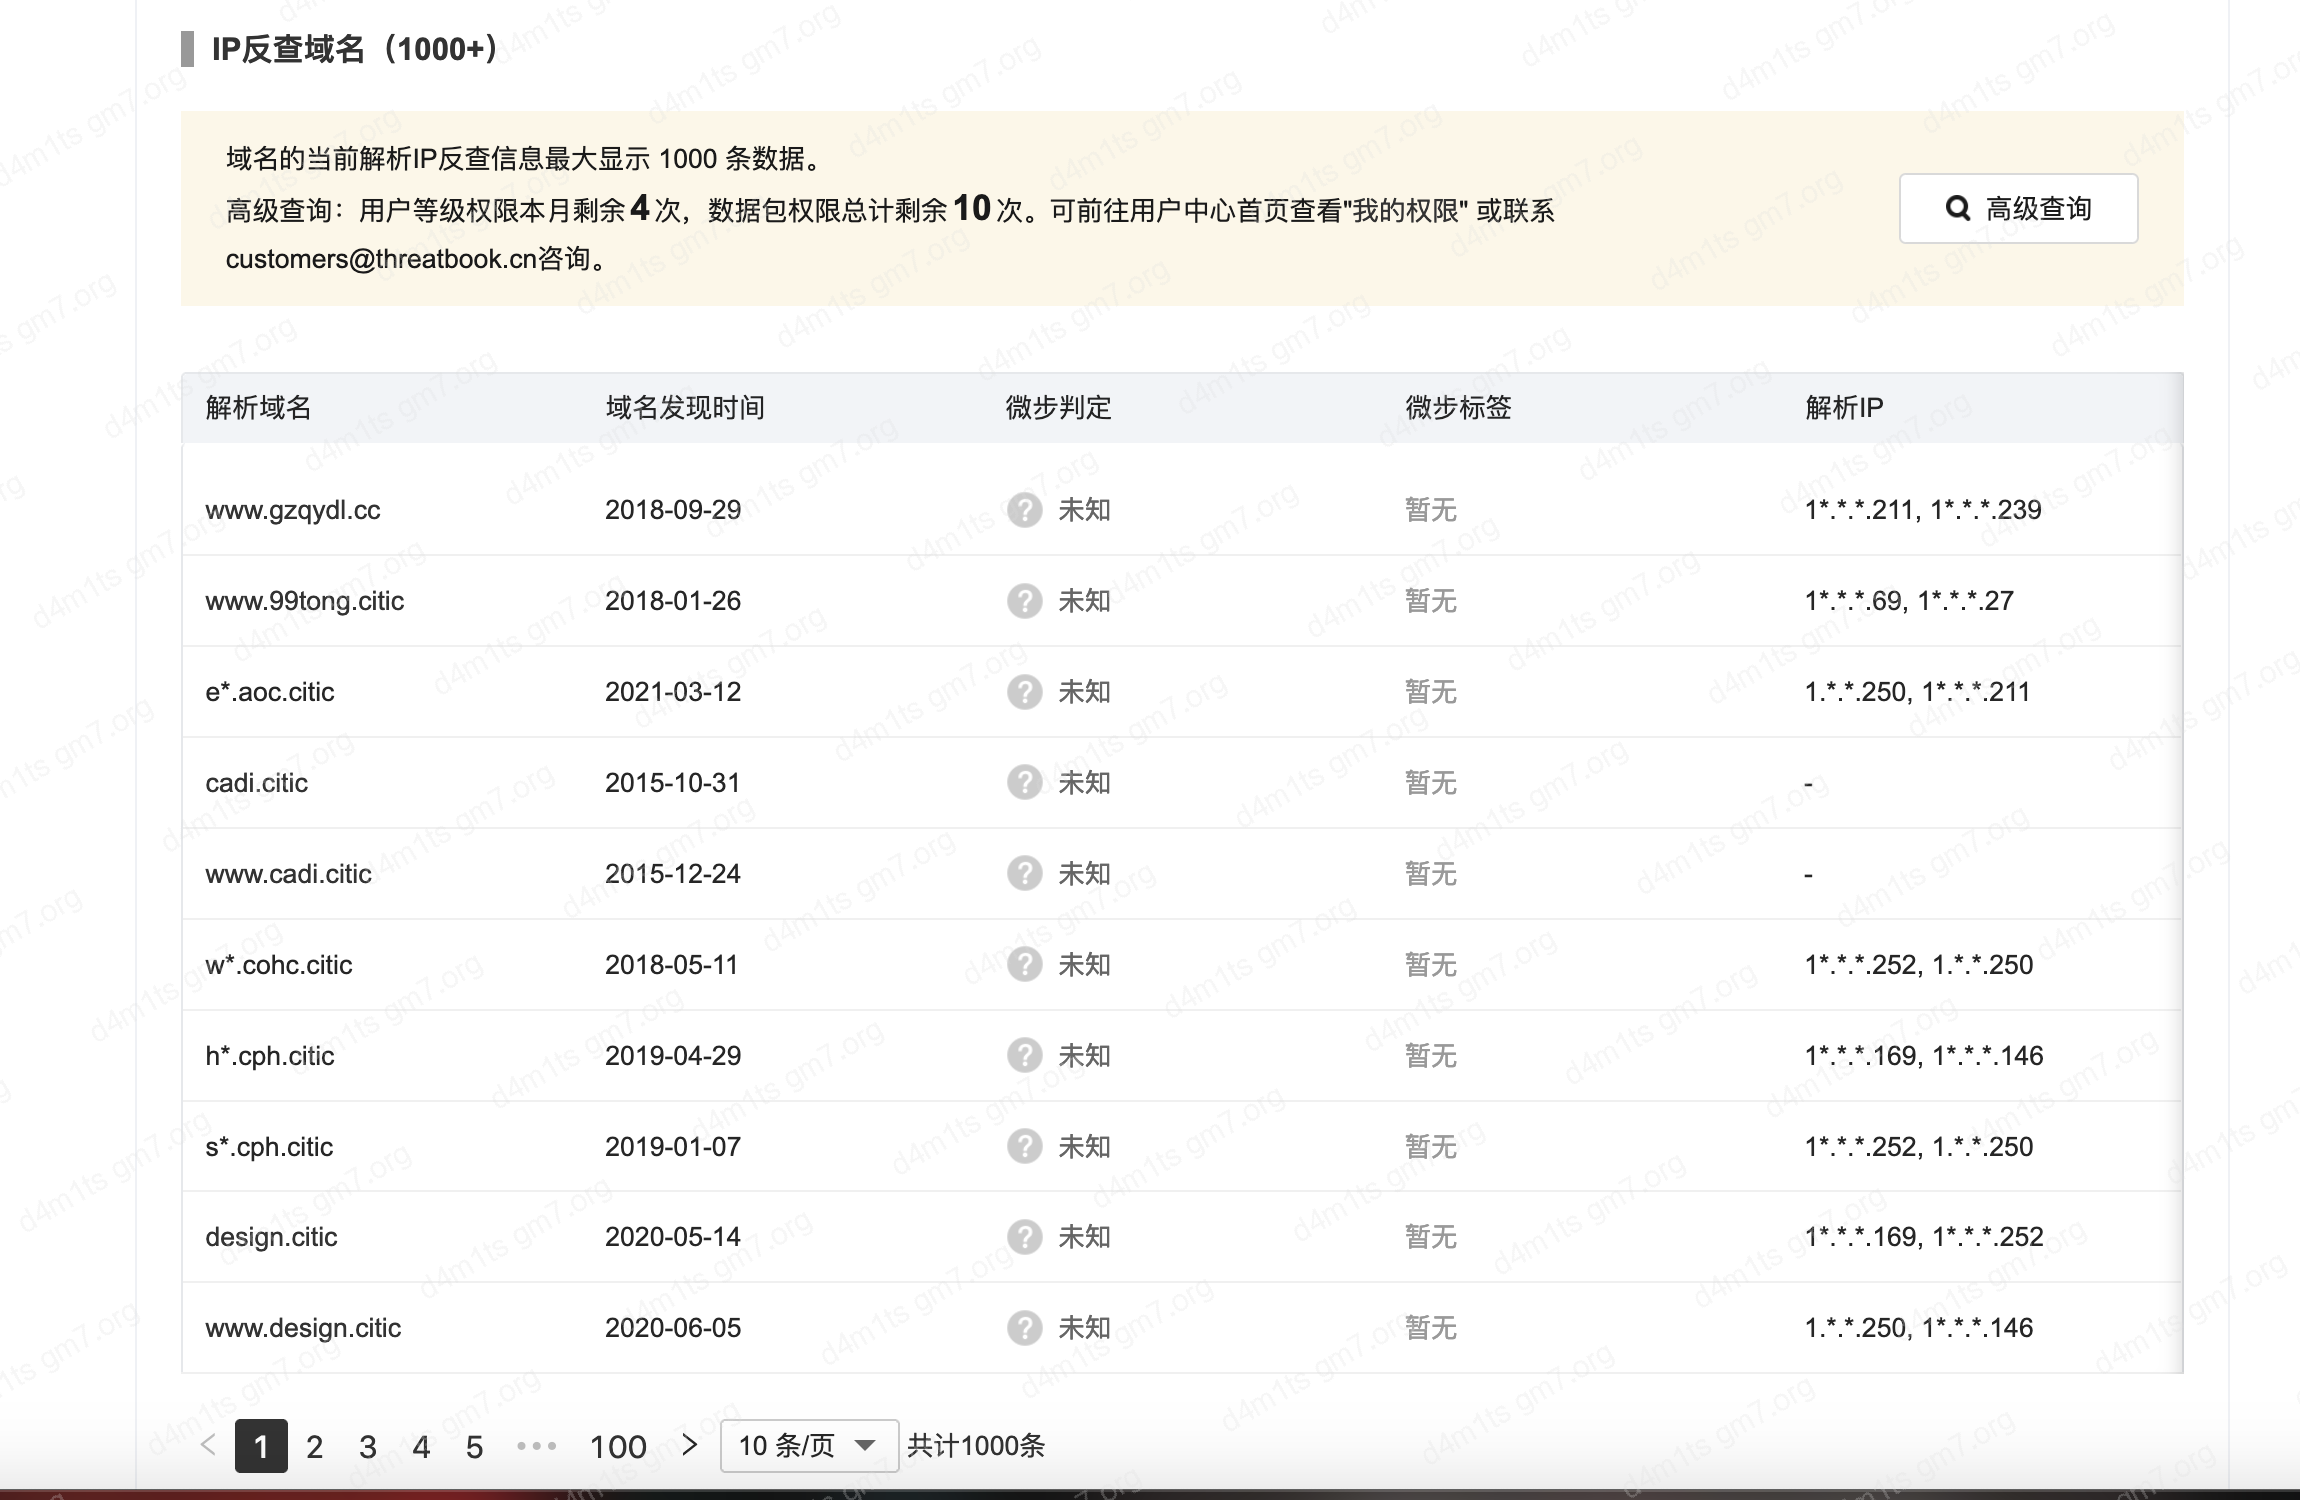 IP反查域名（1000+）
域名的当前解析IP反查信息最大显示 1000 条数据。
高级查询：用户等级权限本月剩余 4 次，数据包权限总计剩余 10 次。可前往用户中心首页查看"我的权限" 或联系
customers@threatbook.cn咨询。
高级查询
解析域名 域名发现时间 微步判定 微步标签 解析IP
www.gzqydl.cc 2018-09-29 未知 暂无 1*.*.*.211, 1*.*.*.239
www.99tong.citic 2018-01-26 未知 暂无 1*.*.*.69, 1*.*.*.27
e*.aoc.citic 2021-03-12 未知 暂无 1.*.*.250, 1*.*.*.211
cadi.citic 2015-10-31 未知 暂无 -
www.cadi.citic 2015-12-24 未知 暂无 -
w*.cohc.citic 2018-05-11 未知 暂无 1*.*.*.252, 1.*.*.250
h*.cph.citic 2019-04-29 未知 暂无 1*.*.*.169, 1*.*.*.146
s*.cph.citic 2019-01-07 未知 暂无 1*.*.*.252, 1.*.*.250
design.citic 2020-05-14 未知 暂无 1*.*.*.169, 1*.*.*.252
www.design.citic 2020-06-05 未知 暂无 1.*.*.250, 1*.*.*.146
< 1 2 3 4 5 ••• 100 > 10 条/页 共计1000条
d4m1ts gm7.org